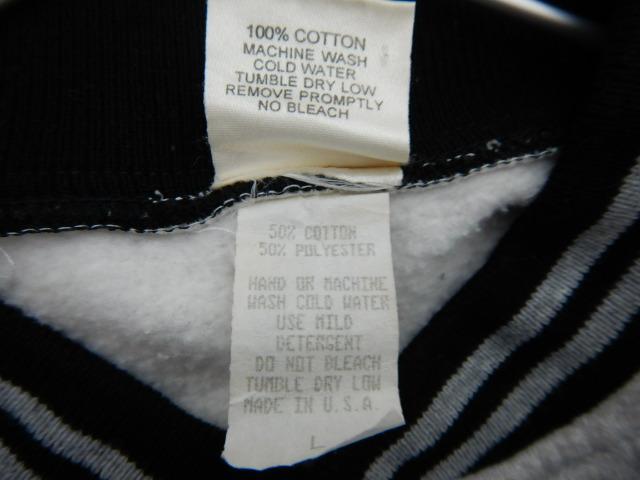 100% COTTON
MACHINE WASH
COLD WATER
TUMBLE DRY LOW
REMOVE PROMPTLY
NO BLEACH
50% COTTON
50% POLYESTER
HAND OR MACHINE
WASH COLD WATER
USE MILD
DETERGENT
DO NOT BLEACH
TUMBLE DRY LOW
MADE IN U.S.A.
L